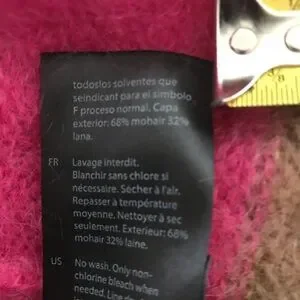 todoslos solventes que
seindicant para el simbolo
F proceso normal. Capa
exterior: 68% mohair 32%
lana.
FR Lavage interdit.
Blanchir sans chlore si
nécessaire. Sécher à l'air.
Repasser à température
moyenne. Nettoyer à sec
seulement. Exterieur: 68%
mohair 32% laine.
US No wash. Only non-
chlorine bleach when
needed. Line